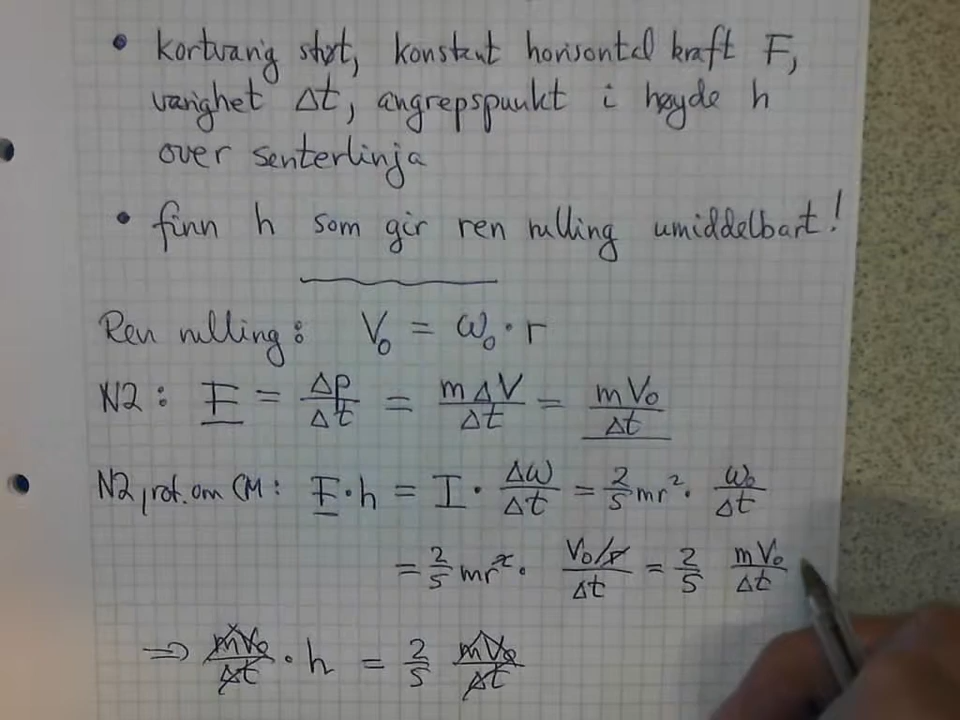 • kortvarig støt, konstant horisontal kraft F,
varighet Δt, angrepspunkt i høyde h
over senterlinja
• finn h som gir ren rulling umiddelbart!
Ren rulling: V₀ = ω₀ · r
N2: F = Δp/Δt = mΔV/Δt = mV₀/Δt
N2, rot. om CM: F · h = I · Δω/Δt = 2/5 mr² · ω₀/Δt
= 2/5 mr² · V₀/r/Δt = 2/5 mV₀/Δt
⇒ mV₀/Δt · h = 2/5 mV₀/Δt